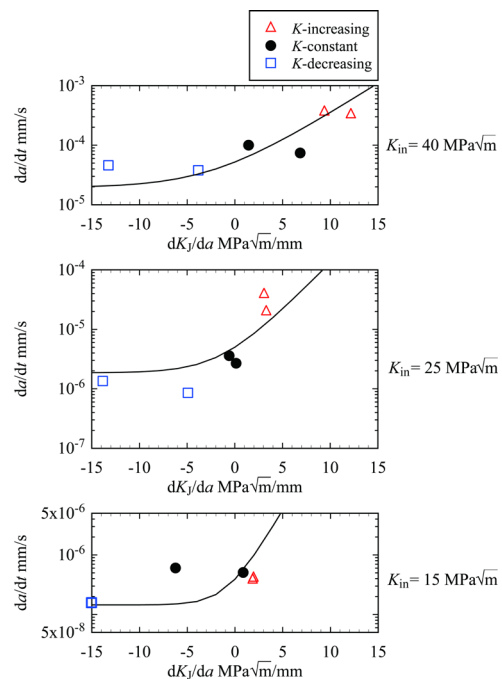 K-increasing
K-constant
K-decreasing
10⁻³
10⁻⁴
10⁻⁵
da/dt mm/s
-15 -10 -5 0 5 10 15
dK_J/da MPa√m/mm
K_in= 40 MPa√m
10⁻⁴
10⁻⁵
10⁻⁶
10⁻⁷
da/dt mm/s
-15 -10 -5 0 5 10 15
dK_J/da MPa√m/mm
K_in= 25 MPa√m
5x10⁻⁶
10⁻⁶
5x10⁻⁸
da/dt mm/s
-15 -10 -5 0 5 10 15
dK_J/da MPa√m/mm
K_in= 15 MPa√m